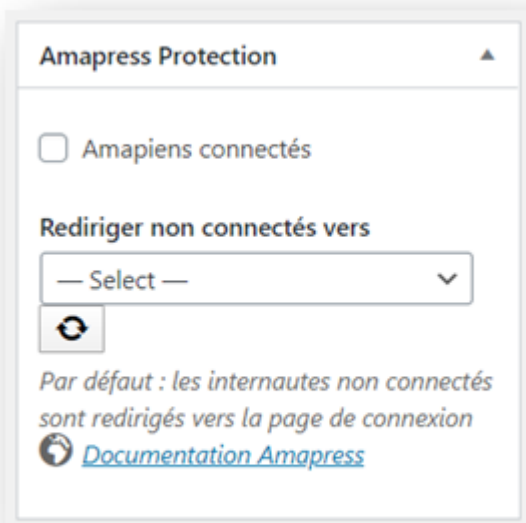 Amapress Protection
Amapiens connectés
Rediriger non connectés vers
— Select —
Par défaut : les internautes non connectés
sont redirigés vers la page de connexion
Documentation Amapress